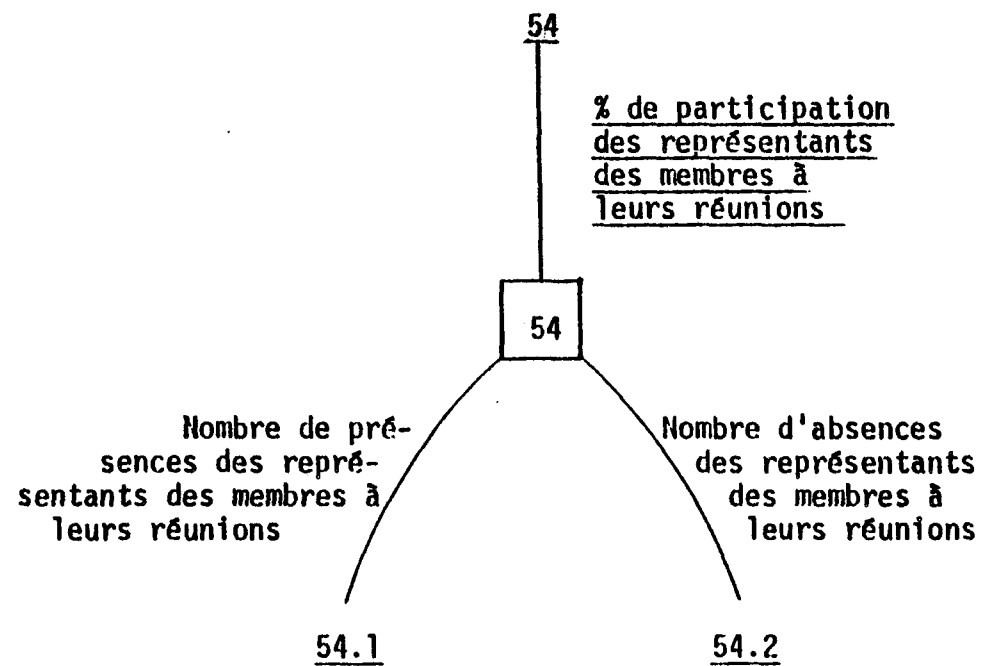 54
% de participation
des représentants
des membres à
leurs réunions
54
Nombre de pré-
sences des repré-
sentants des membres à
leurs réunions
Nombre d'absences
des représentants
des membres à
leurs réunions
54.1
54.2